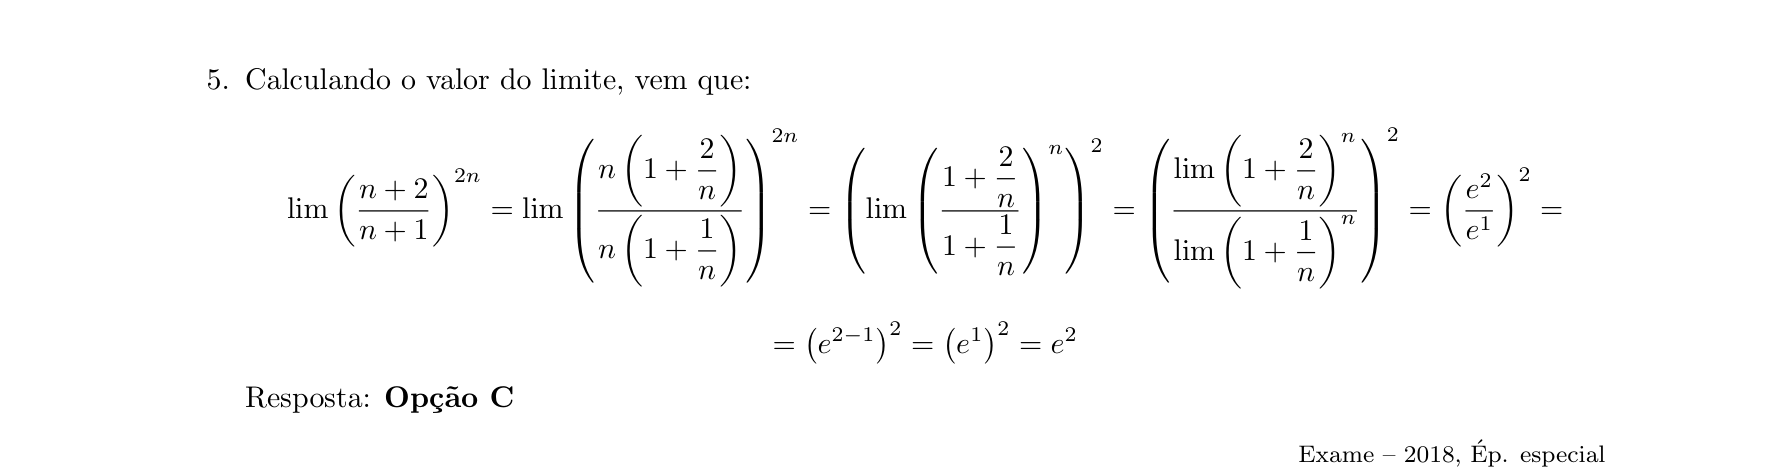 5. Calculando o valor do limite, vem que:
lim ((n + 2)/(n + 1))^{2n} = lim ((n(1 + 2/n))/(n(1 + 1/n)))^{2n} = (lim ((1 + 2/n)/(1 + 1/n))^n)^2 = ((lim (1 + 2/n)^n)/(lim (1 + 1/n)^n))^2 = (e^2/e^1)^2 =
= (e^{2−1})^2 = (e^1)^2 = e^2
Resposta: Opção C
Exame – 2018, Ép. especial